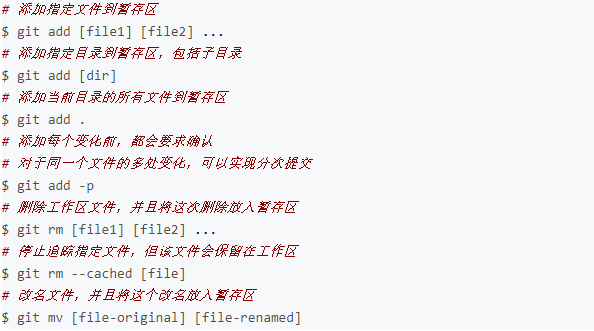 # 添加指定文件到暂存区
$ git add [file1] [file2] ...
# 添加指定目录到暂存区，包括子目录
$ git add [dir]
# 添加当前目录的所有文件到暂存区
$ git add .
# 添加每个变化前，都会要求确认
# 对于同一个文件的多处变化，可以实现分次提交
$ git add -p
# 删除工作区文件，并且将这次删除放入暂存区
$ git rm [file1] [file2] ...
# 停止追踪指定文件，但该文件会保留在工作区
$ git rm --cached [file]
# 改名文件，并且将这个改名放入暂存区
$ git mv [file-original] [file-renamed]